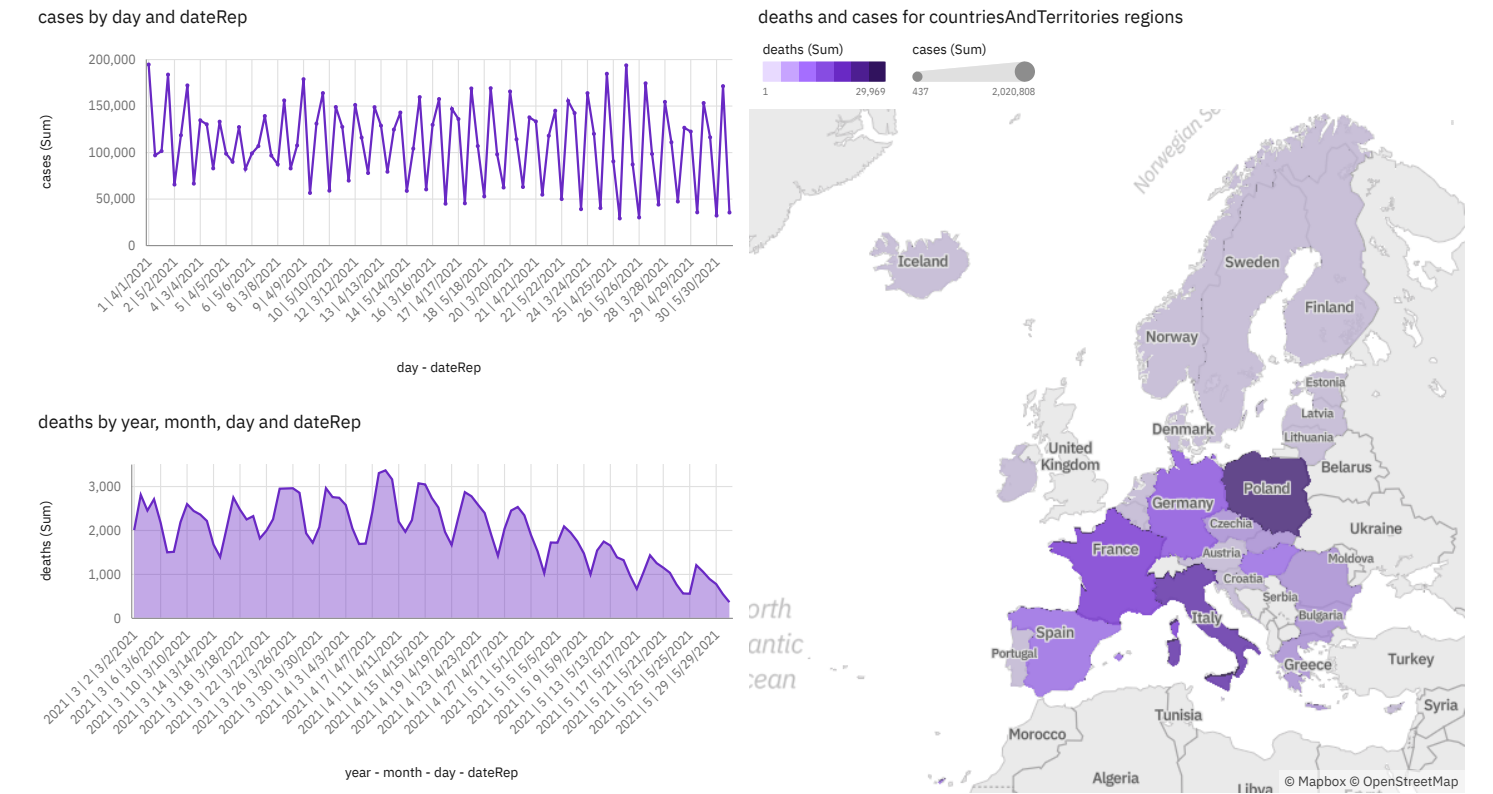 cases by day and dateRep
cases (Sum)
200,000
150,000
100,000
50,000
0
1 | 4/1/2021
2 | 5/2/2021
4 | 3/4/2021
5 | 4/5/2021
6 | 5/6/2021
8 | 3/8/2021
9 | 4/9/2021
10 | 5/10/2021
12 | 3/12/2021
13 | 4/13/2021
14 | 5/14/2021
16 | 3/16/2021
17 | 4/17/2021
18 | 5/18/2021
20 | 3/20/2021
21 | 4/21/2021
22 | 5/22/2021
24 | 3/24/2021
25 | 4/25/2021
26 | 5/26/2021
28 | 3/28/2021
29 | 4/29/2021
30 | 5/30/2021
day - dateRep
deaths by year, month, day and dateRep
deaths (Sum)
3,000
2,000
1,000
0
2021 | 3 | 2 | 3/2/2021
2021 | 3 | 6 | 3/6/2021
2021 | 3 | 10 | 3/10/2021
2021 | 3 | 14 | 3/14/2021
2021 | 3 | 18 | 3/18/2021
2021 | 3 | 22 | 3/22/2021
2021 | 3 | 26 | 3/26/2021
2021 | 3 | 30 | 3/30/2021
2021 | 4 | 3 | 4/3/2021
2021 | 4 | 7 | 4/7/2021
2021 | 4 | 11 | 4/11/2021
2021 | 4 | 15 | 4/15/2021
2021 | 4 | 19 | 4/19/2021
2021 | 4 | 23 | 4/23/2021
2021 | 4 | 27 | 4/27/2021
2021 | 5 | 1 | 5/1/2021
2021 | 5 | 5 | 5/5/2021
2021 | 5 | 9 | 5/9/2021
2021 | 5 | 13 | 5/13/2021
2021 | 5 | 17 | 5/17/2021
2021 | 5 | 21 | 5/21/2021
2021 | 5 | 25 | 5/25/2021
2021 | 5 | 29 | 5/29/2021
year - month - day - dateRep
deaths and cases for countriesAndTerritories regions
deaths (Sum)
1 29,969
cases (Sum)
437 2,020,808
Norwegian Se
Iceland
Sweden
Finland
Norway
Estonia
Latvia
Denmark
Lithuania
United
Kingdom
Belarus
Poland
Germany
Czechia
Ukraine
France
Austria
Moldova
Croatia
Serbia
orth
antic
cean
Italy
Bulgaria
Spain
Portugal
Greece
Turkey
Syria
Tunisia
Morocco
Algeria
Libya
© Mapbox © OpenStreetMap